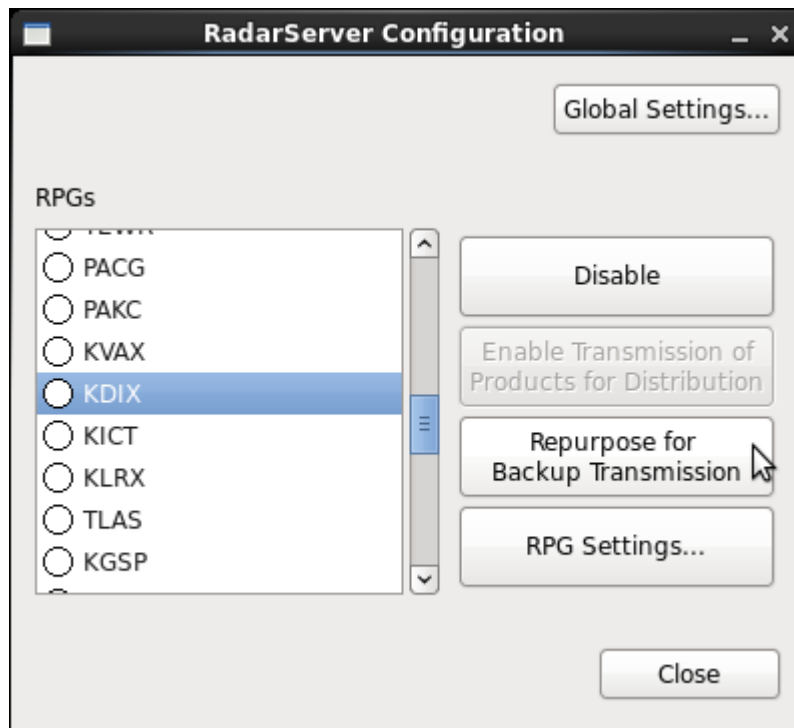 RadarServer Configuration
Global Settings...
RPGs
PACG
PAKC
KVAX
KDIX
KICT
KLRX
TLAS
KGSP
Disable
Enable Transmission of
Products for Distribution
Repurpose for
Backup Transmission
RPG Settings...
Close